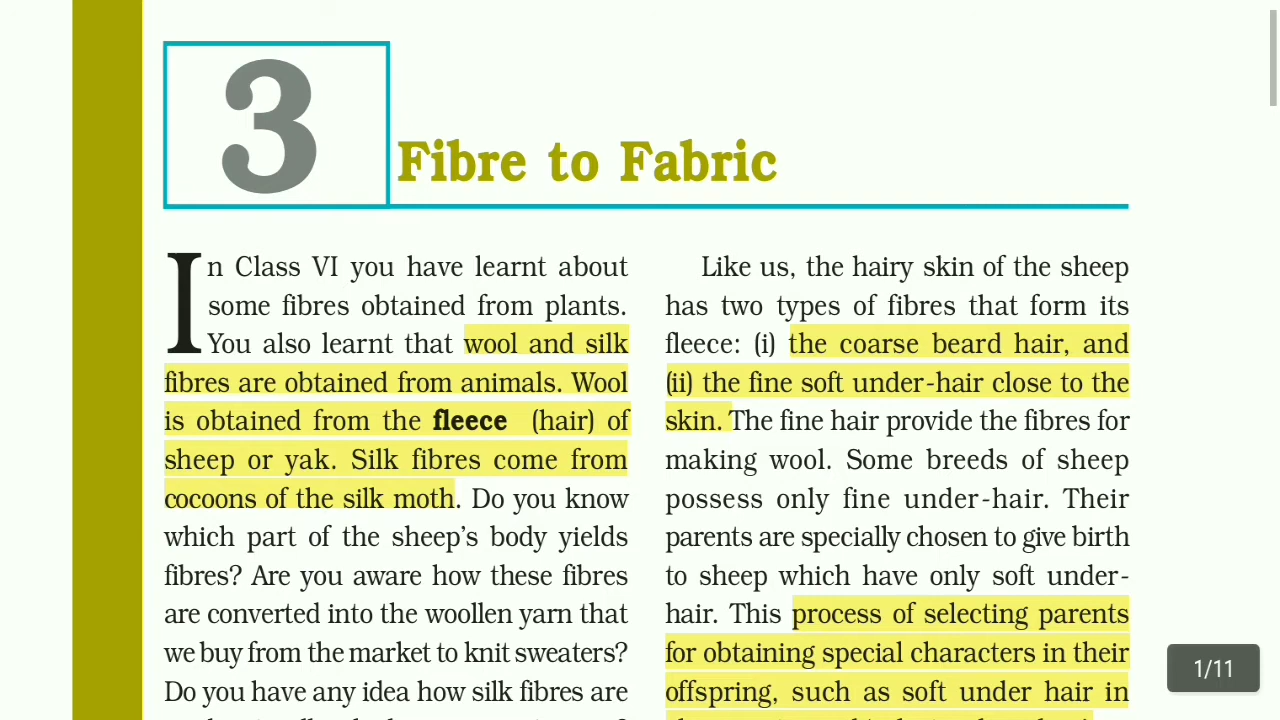 3
Fibre to Fabric
In Class VI you have learnt about
some fibres obtained from plants.
You also learnt that wool and silk
fibres are obtained from animals. Wool
is obtained from the fleece (hair) of
sheep or yak. Silk fibres come from
cocoons of the silk moth. Do you know
which part of the sheep’s body yields
fibres? Are you aware how these fibres
are converted into the woollen yarn that
we buy from the market to knit sweaters?
Do you have any idea how silk fibres are
Like us, the hairy skin of the sheep
has two types of fibres that form its
fleece: (i) the coarse beard hair, and
(ii) the fine soft under-hair close to the
skin. The fine hair provide the fibres for
making wool. Some breeds of sheep
possess only fine under-hair. Their
parents are specially chosen to give birth
to sheep which have only soft under-
hair. This process of selecting parents
for obtaining special characters in their
offspring, such as soft under hair in
1/11